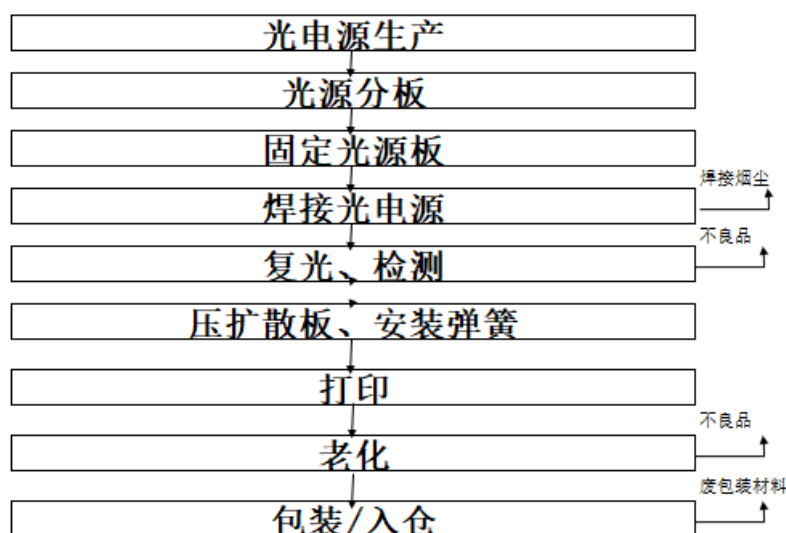 光电源生产
光源分板
固定光源板
焊接烟尘
焊接光电源
不良品
复光、检测
压扩散板、安装弹簧
打印
不良品
老化
废包装材料
包装/入仓